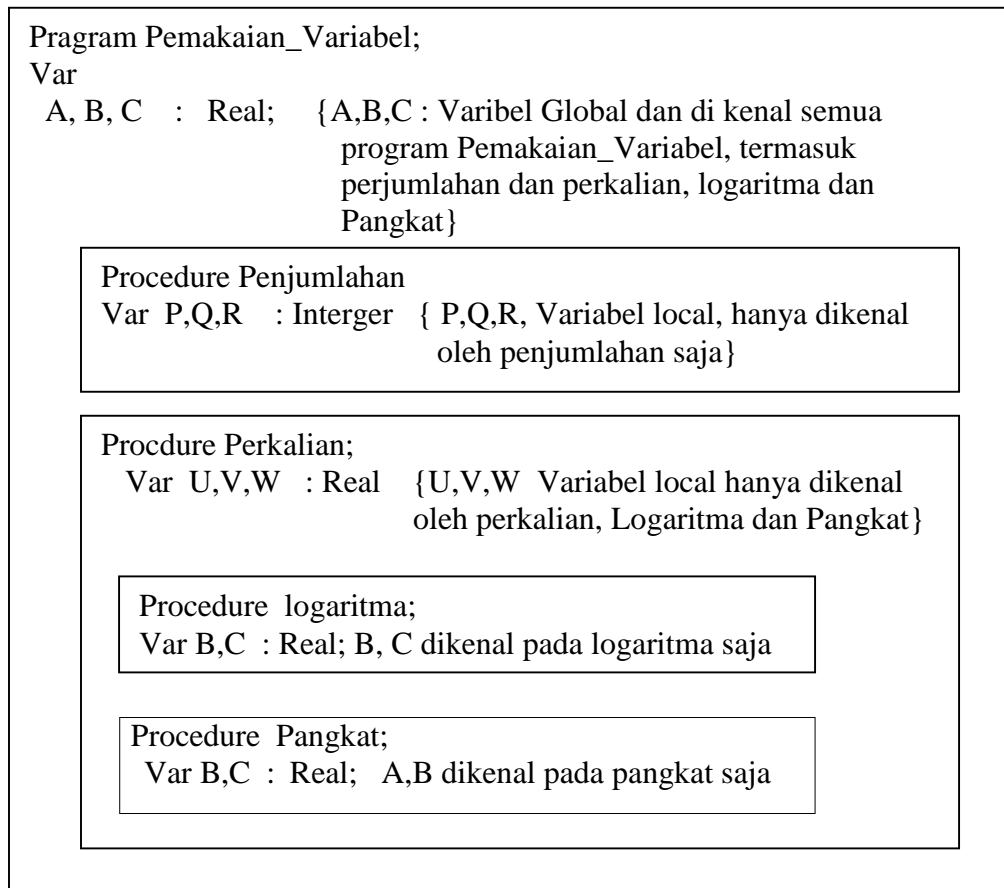 Pragram Pemakaian_Variabel;
Var
A, B, C : Real; {A,B,C : Varibel Global dan di kenal semua
program Pemakaian_Variabel, termasuk
perjumlahan dan perkalian, logaritma dan
Pangkat}
Procedure Penjumlahan
Var P,Q,R : Interger { P,Q,R, Variabel local, hanya dikenal
oleh penjumlahan saja}
Procdure Perkalian;
Var U,V,W : Real {U,V,W Variabel local hanya dikenal
oleh perkalian, Logaritma dan Pangkat}
Procedure logaritma;
Var B,C : Real; B, C dikenal pada logaritma saja
Procedure Pangkat;
Var B,C : Real; A,B dikenal pada pangkat saja